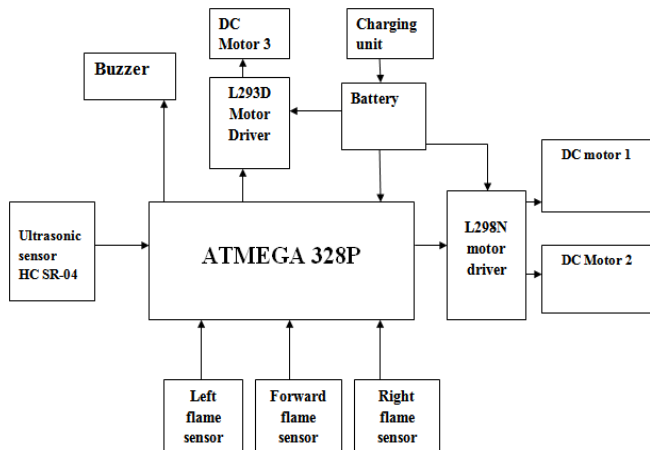 DC
Motor 3
Charging
unit
Buzzer
L293D
Motor
Driver
Battery
DC motor 1
Ultrasonic
sensor
HC SR-04
ATMEGA 328P
L298N
motor
driver
DC Motor 2
Left
flame
sensor
Forward
flame
sensor
Right
flame
sensor